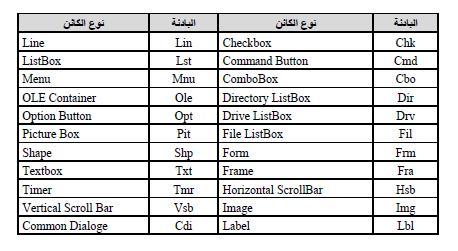 البادئة نوع الكائن البادئة نوع الكائن
Chk Checkbox Lin Line
Cmd Command Button Lst ListBox
Cbo ComboBox Mnu Menu
Dir Directory ListBox Ole OLE Container
Drv Drive ListBox Opt Option Button
Fil File ListBox Pit Picture Box
Frm Form Shp Shape
Fra Frame Txt Textbox
Hsb Horizontal ScrollBar Tmr Timer
Img Image Vsb Vertical Scroll Bar
Lbl Label Cdi Common Dialoge